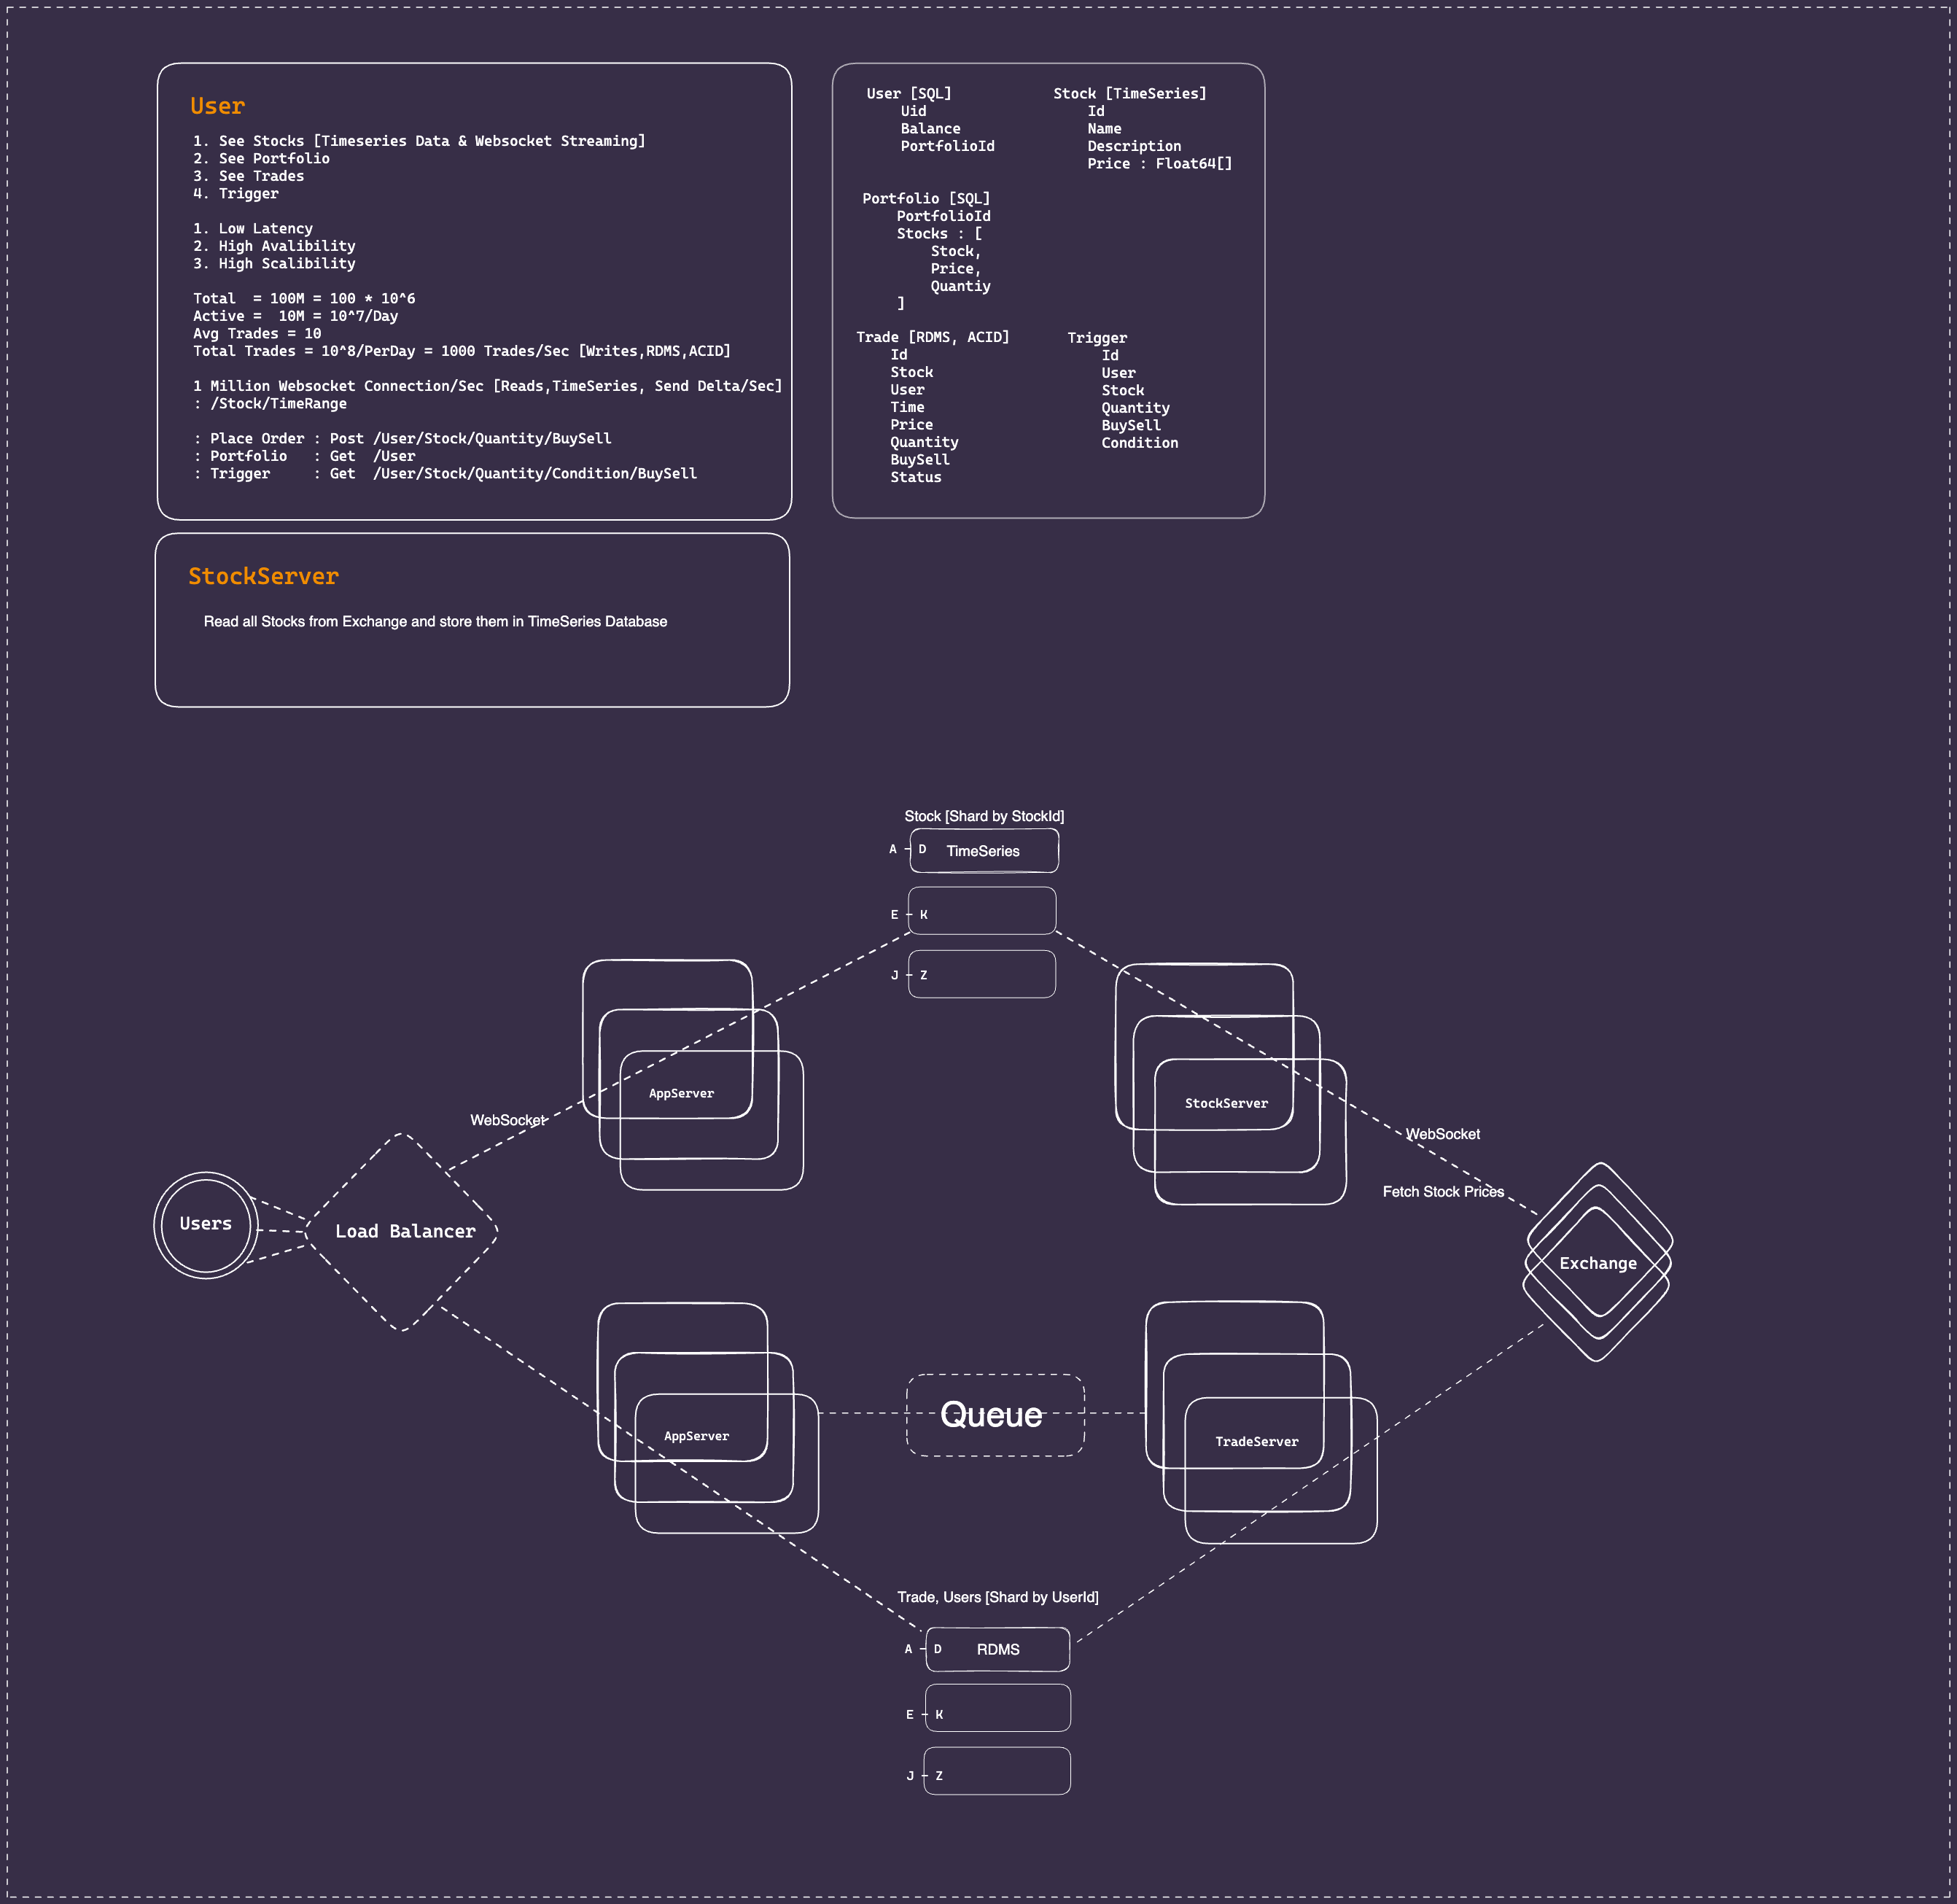 User
1. See Stocks [Timeseries Data & Websocket Streaming]
2. See Portfolio
3. See Trades
4. Trigger
1. Low Latency
2. High Avalibility
3. High Scalibility
Total  = 100M = 100 * 10^6
Active =  10M = 10^7/Day
Avg Trades = 10
Total Trades = 10^8/PerDay = 1000 Trades/Sec [Writes,RDMS,ACID]
1 Million Websocket Connection/Sec [Reads,TimeSeries, Send Delta/Sec]
: /Stock/TimeRange
: Place Order : Post /User/Stock/Quantity/BuySell
: Portfolio   : Get  /User
: Trigger     : Get  /User/Stock/Quantity/Condition/BuySell
User [SQL]
Uid
Balance
PortfolioId
Stock [TimeSeries]
Id
Name
Description
Price : Float64[]
Portfolio [SQL]
PortfolioId
Stocks : [
Stock,
Price,
Quantiy
]
Trade [RDMS, ACID]
Id
Stock
User
Time
Price
Quantity
BuySell
Status
Trigger
Id
User
Stock
Quantity
BuySell
Condition
StockServer
Read all Stocks from Exchange and store them in TimeSeries Database
Stock [Shard by StockId]
A - D TimeSeries
E - K
J - Z
AppServer
StockServer
WebSocket
WebSocket
Fetch Stock Prices
Users
Load Balancer
Exchange
Queue
AppServer
TradeServer
Trade, Users [Shard by UserId]
A - D RDMS
E - K
J - Z